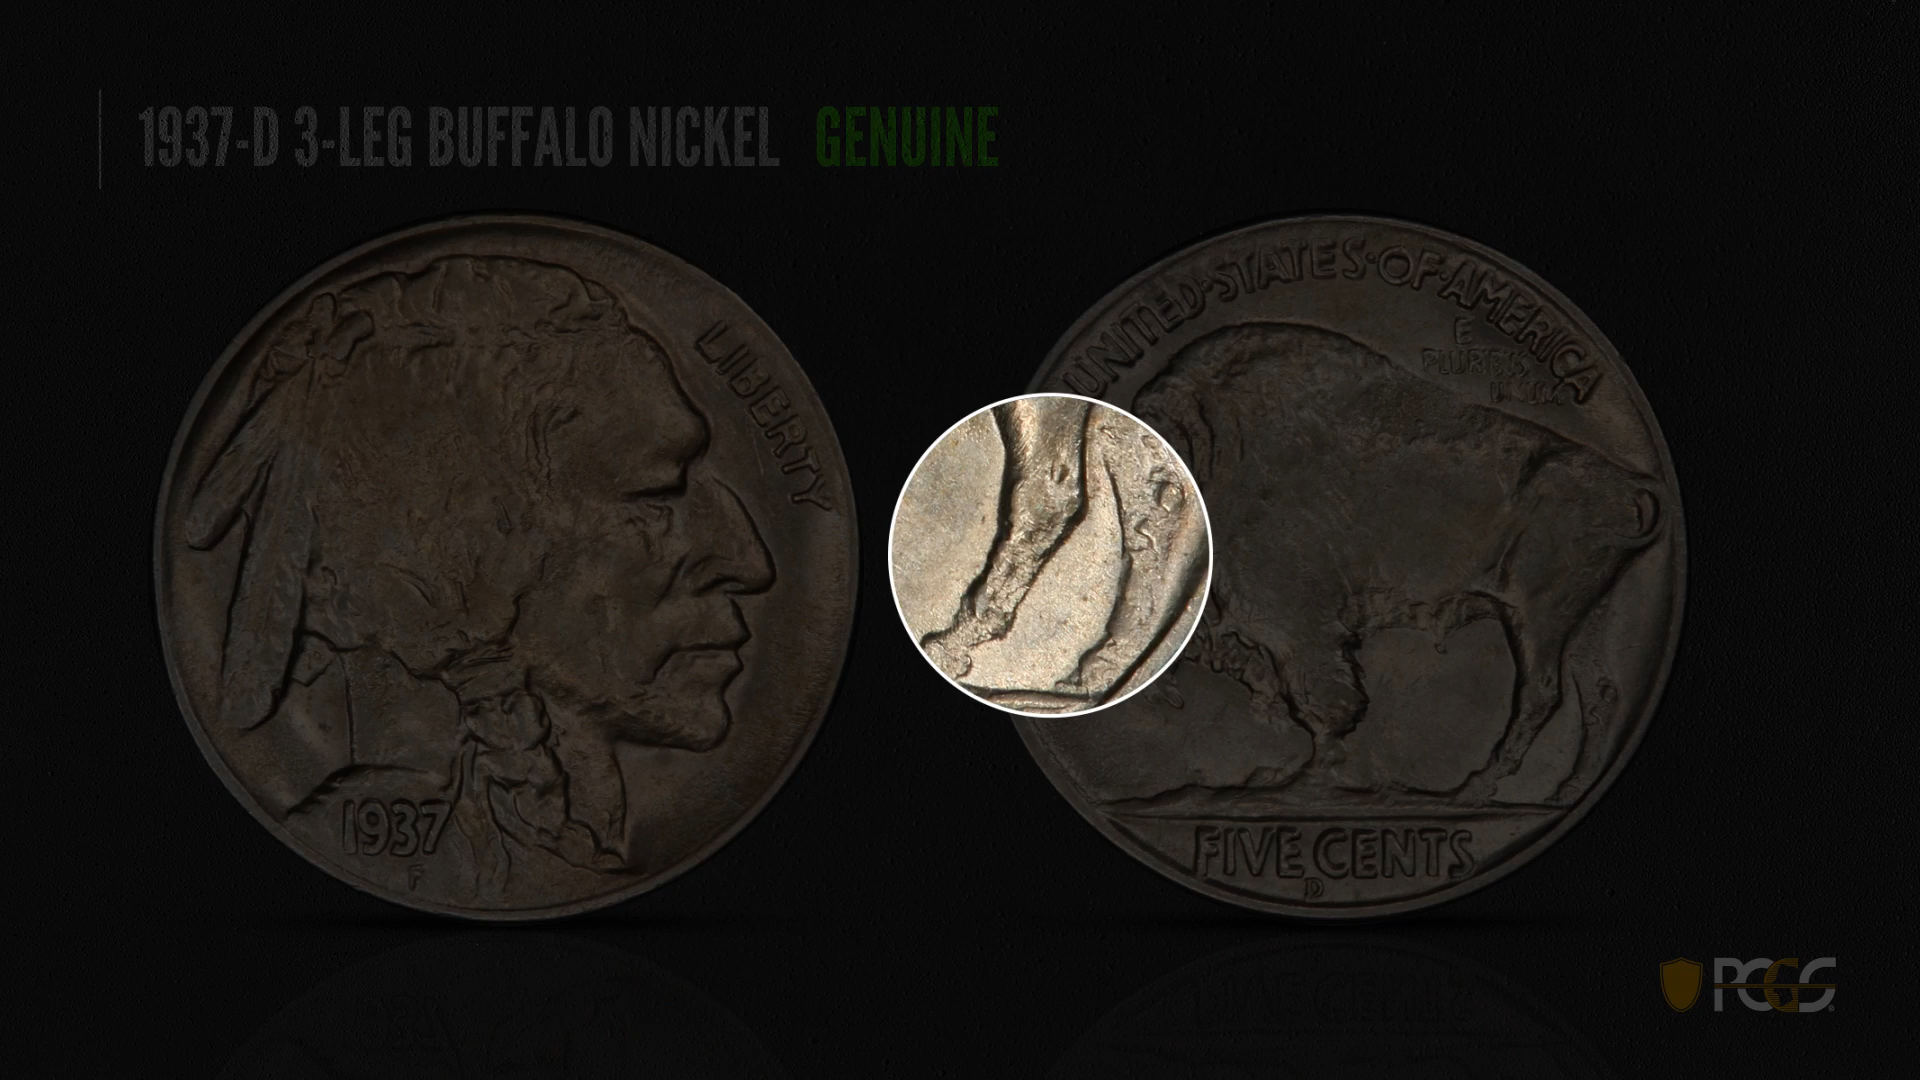 1937-D 3-LEG BUFFALO NICKEL GENUINE
LIBERTY
1937
F
UNITED·STATES·OF·AMERICA
E
PLURIBUS
UNUM
FIVE CENTS
D
PCGS